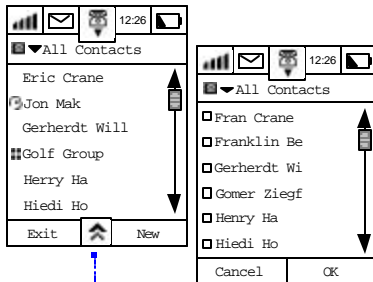 12:26
All Contacts
Eric Crane
Jon Mak
Gerherdt Will
Golf Group
Herry Ha
Hiedi Ho
Exit New
12:26
All Contacts
Fran Crane
Franklin Be
Gerherdt Wi
Gomer Ziegf
Henry Ha
Hiedi Ho
Cancel OK